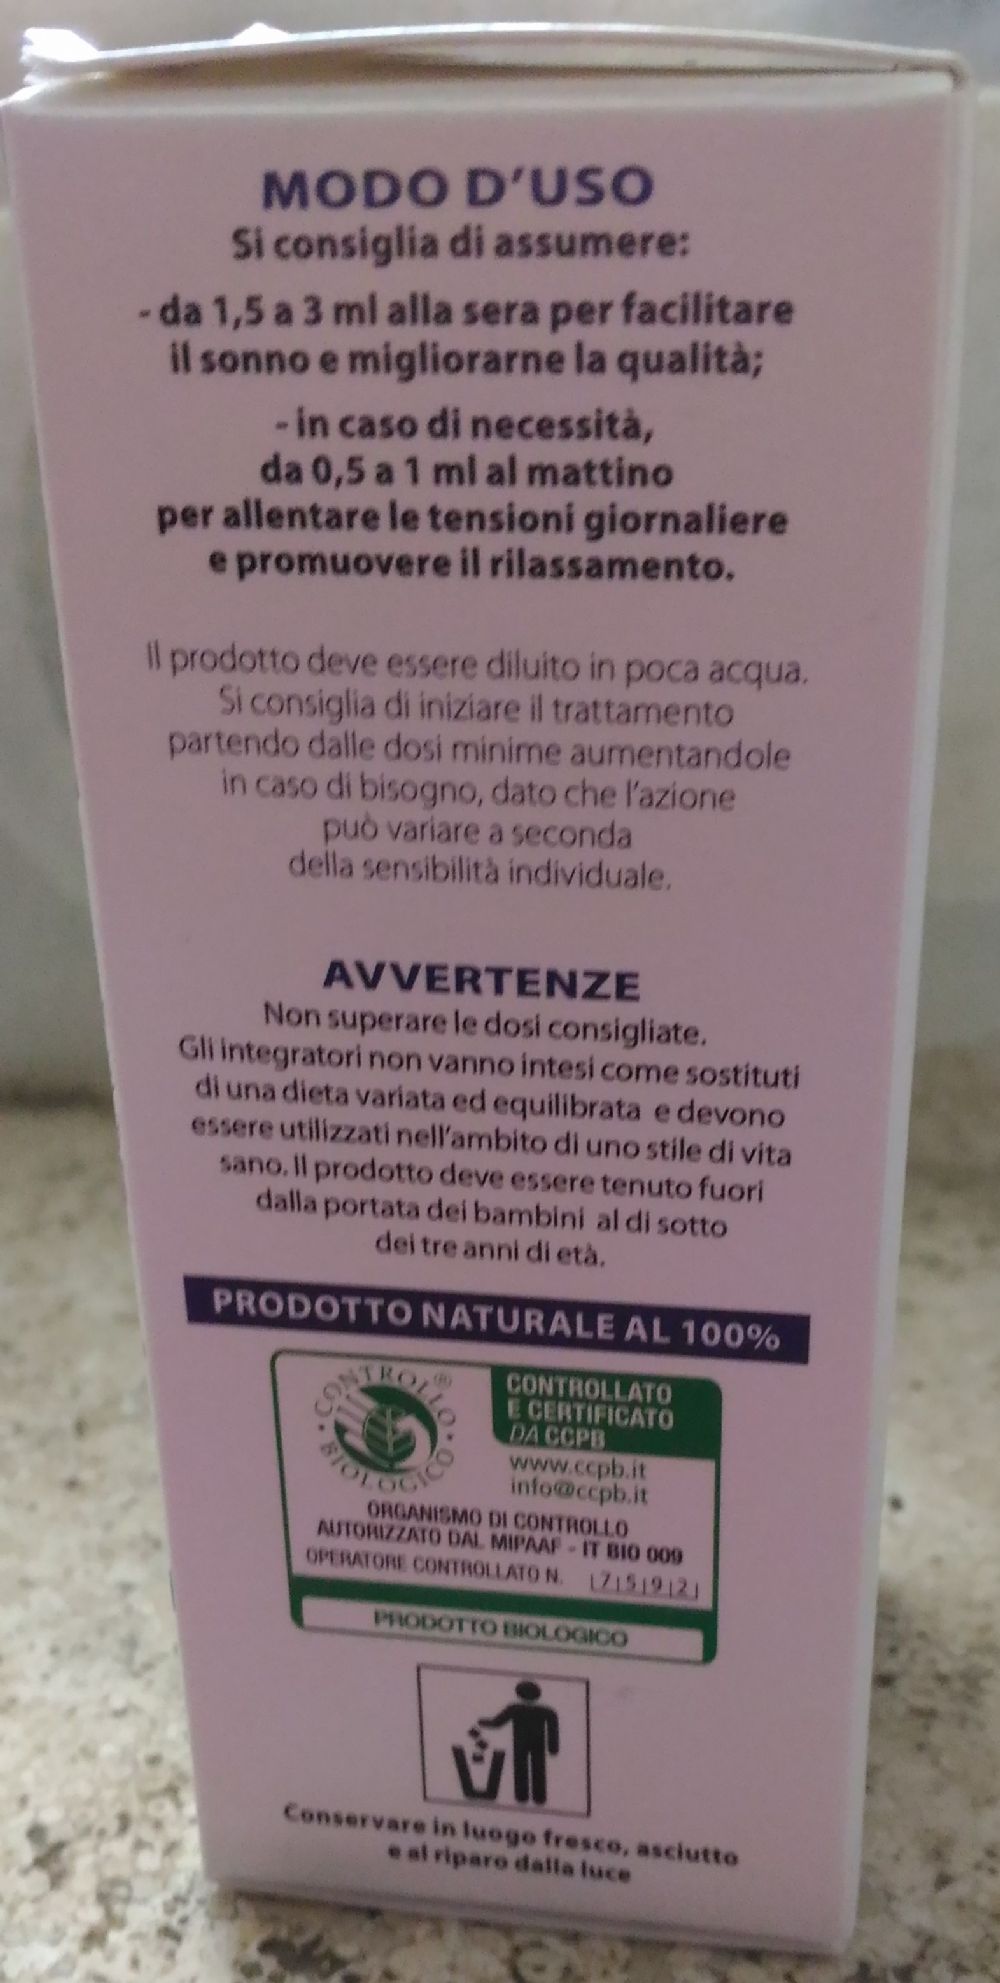 MODO D'USO
Si consiglia di assumere:
- da 1,5 a 3 ml alla sera per facilitare
il sonno e migliorarne la qualità;
- in caso di necessità,
da 0,5 a 1 ml al mattino
per allentare le tensioni giornaliere
e promuovere il rilassamento.
Il prodotto deve essere diluito in poca acqua.
Si consiglia di iniziare il trattamento
partendo dalle dosi minime aumentandole
in caso di bisogno, dato che l'azione
può variare a seconda
della sensibilità individuale.
AVVERTENZE
Non superare le dosi consigliate.
Gli integratori non vanno intesi come sostituti
di una dieta variata ed equilibrata e devono
essere utilizzati nell'ambito di uno stile di vita
sano. Il prodotto deve essere tenuto fuori
dalla portata dei bambini al di sotto
dei tre anni di età.
PRODOTTO NATURALE AL 100%
CONTROLLO ®
BIOLOGICO
CONTROLLATO
E CERTIFICATO
DA CCPB
www.ccpb.it
info@ccpb.it
ORGANISMO DI CONTROLLO
AUTORIZZATO DAL MIPAAF - IT BIO 009
OPERATORE CONTROLLATO N. |7|5|9|2|
PRODOTTO BIOLOGICO
Conservare in luogo fresco, asciutto
e al riparo dalla luce